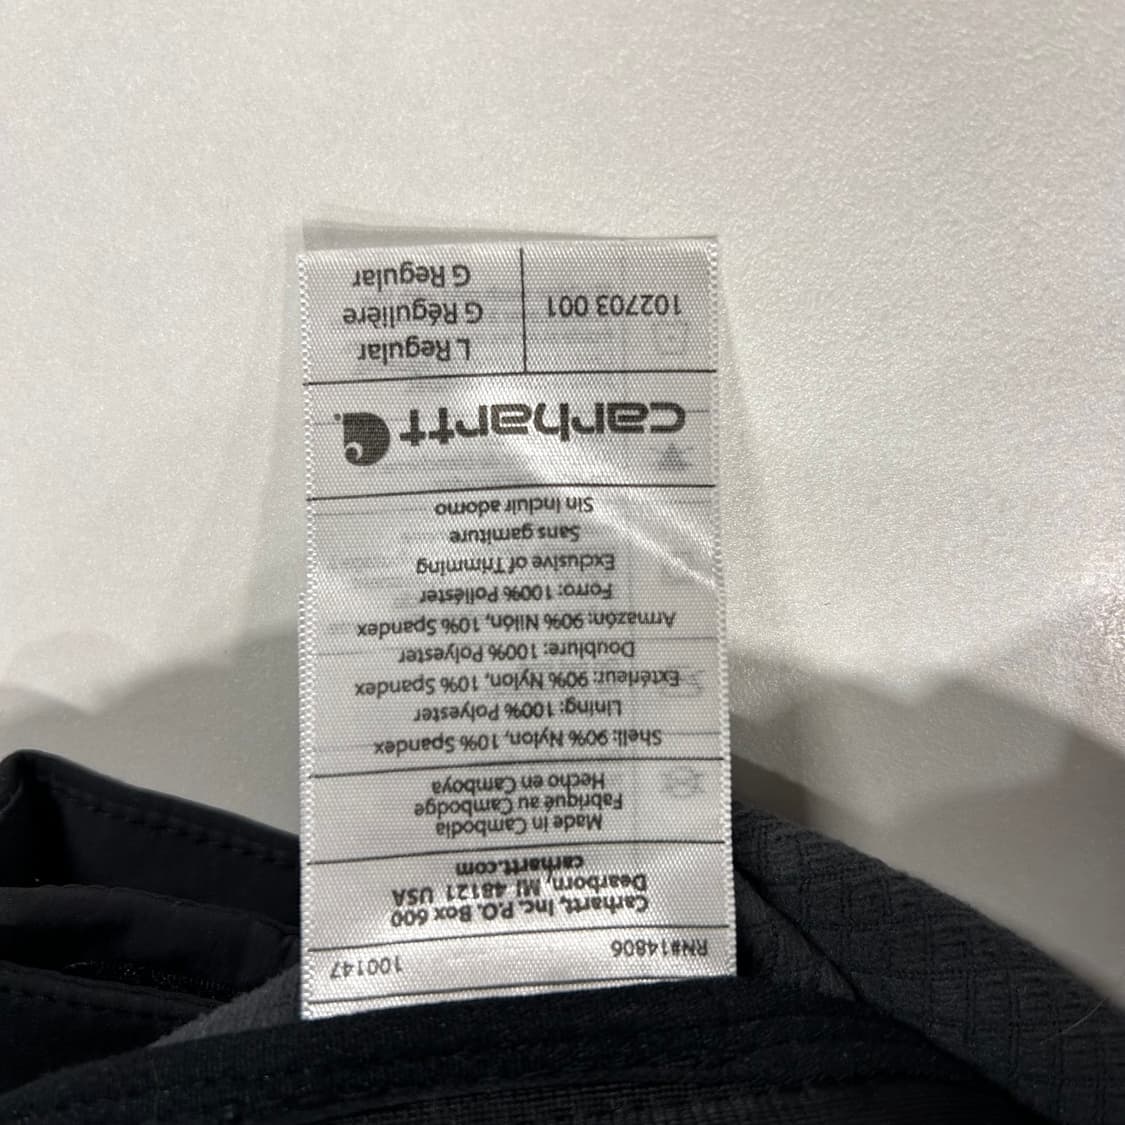 RN#14806 100147
Carhartt, Inc. P.O. Box 600
Dearborn, MI 48121 USA
carhartt.com
Made in Cambodia
Fabriqué au Cambodge
Hecho en Camboya
Shell: 90% Nylon, 10% Spandex
Lining: 100% Polyester
Extérieur: 90% Nylon, 10% Spandex
Doublure: 100% Polyester
Armazón: 90% Nilón, 10% Spandex
Forro: 100% Poliéster
Exclusive of Trimming
Sans garniture
Sin incluir adorno
carhartt
102703 001
L Regular
G Régulière
G Regular